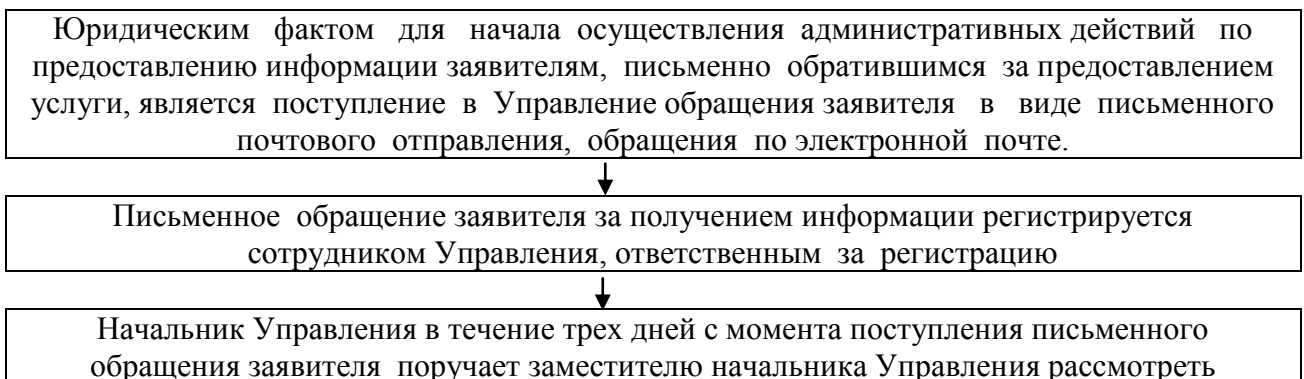 Юридическим фактом для начала осуществления административных действий по
предоставлению информации заявителям, письменно обратившимся за предоставлением
услуги, является поступление в Управление обращения заявителя в виде письменного
почтового отправления, обращения по электронной почте.
Письменное обращение заявителя за получением информации регистрируется
сотрудником Управления, ответственным за регистрацию
Начальник Управления в течение трех дней с момента поступления письменного
обращения заявителя поручает заместителю начальника Управления рассмотреть